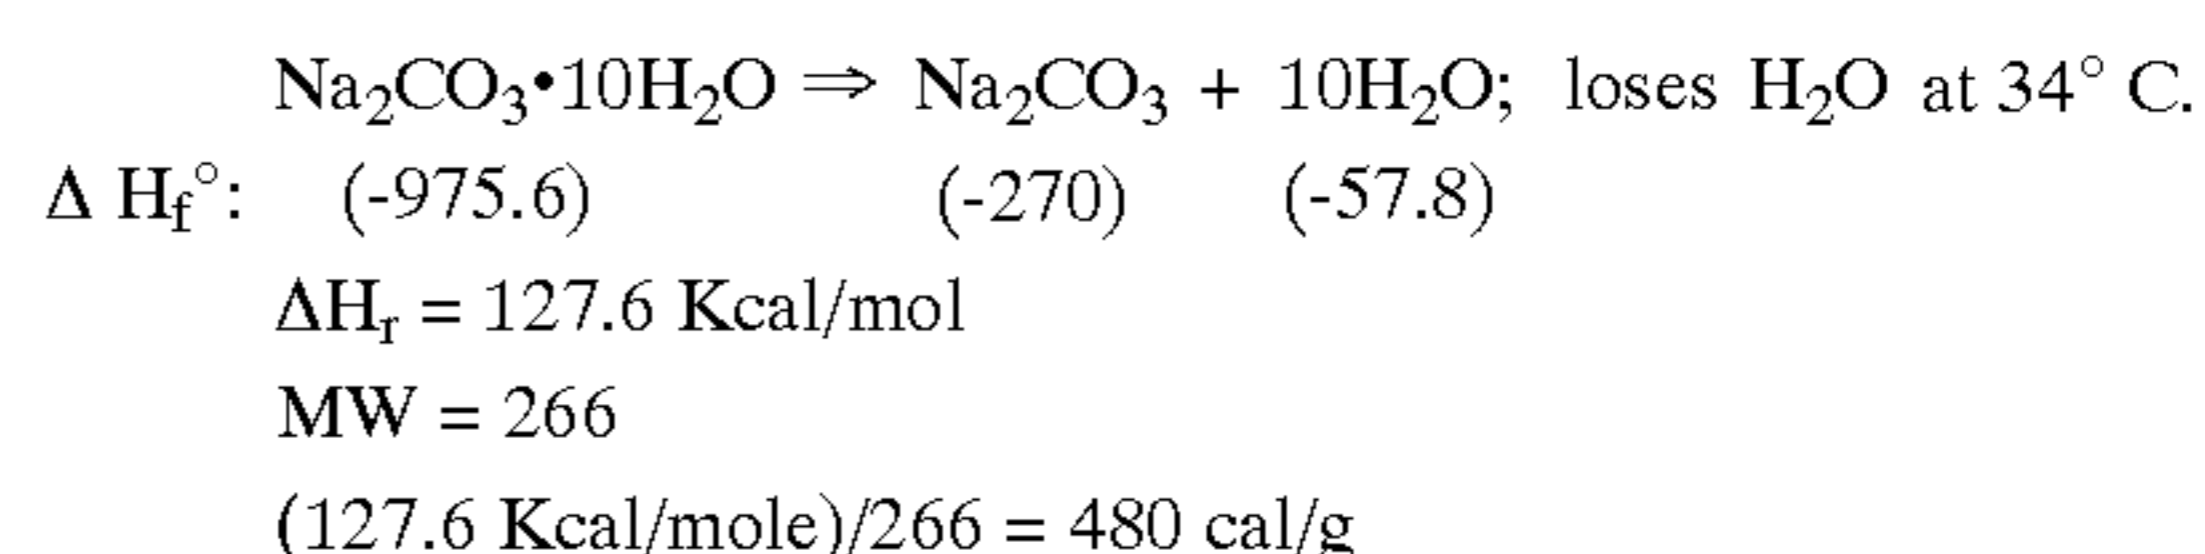 Na₂CO₃•10H₂O ⇒ Na₂CO₃ + 10H₂O; loses H₂O at 34° C.
Δ H_f°: (-975.6) (-270) (-57.8)
ΔHᵣ = 127.6 Kcal/mol
MW = 266
(127.6 Kcal/mole)/266 = 480 cal/g